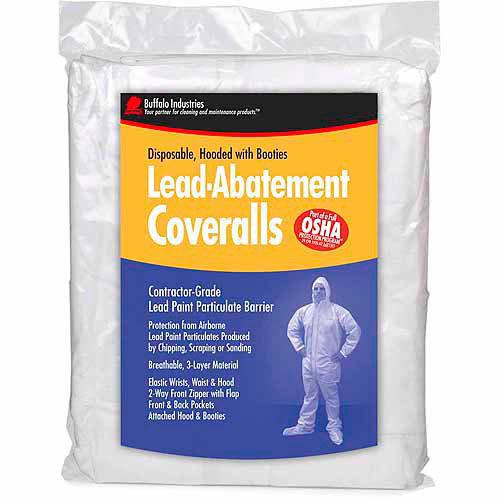 Buffalo Industries
Your partner for cleaning and maintenance products.™
Disposable, Hooded with Booties
Lead-Abatement
Coveralls
Part of a Full
OSHA
PROTECTION PROGRAM
Contractor-Grade
Lead Paint Particulate Barrier
Protection from Airborne
Lead Paint Particulates Produced
by Chipping, Scraping or Sanding
Breathable, 3-Layer Material
Elastic Wrists, Waist & Hood
2-Way Front Zipper with Flap
Front & Back Pockets
Attached Hood & Booties